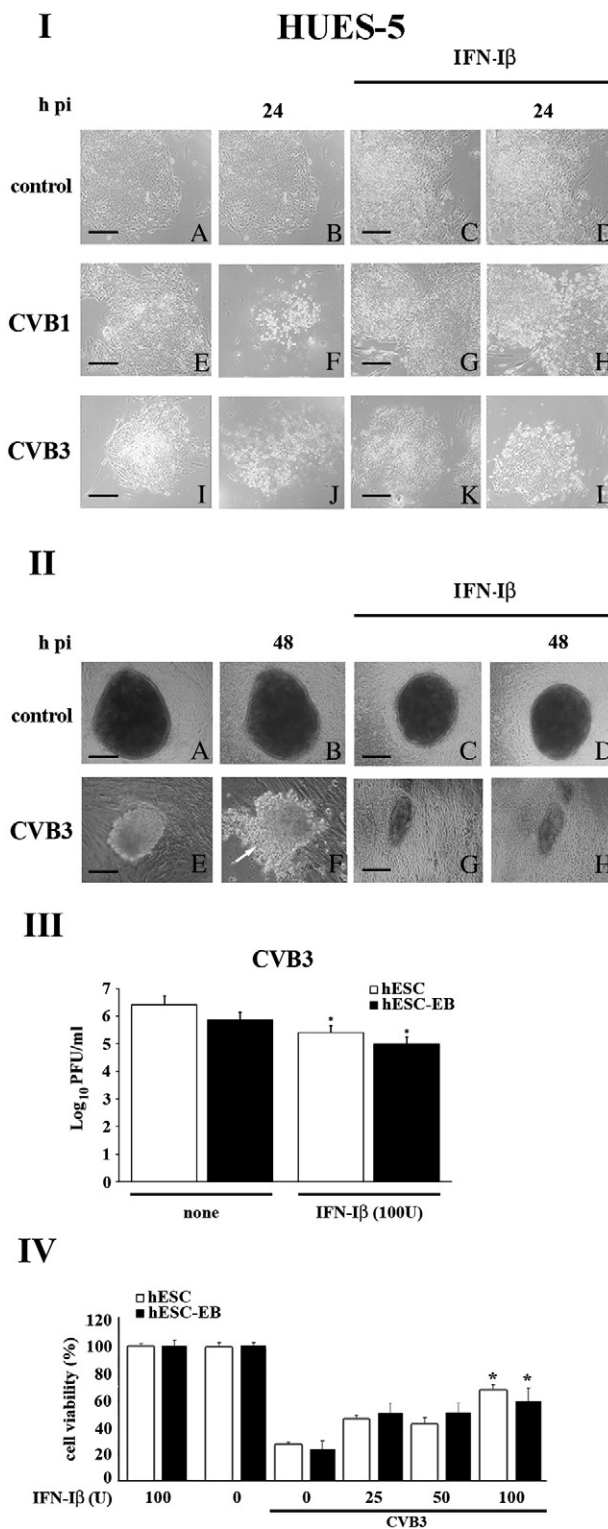 I HUES-5
IFN-Iβ
h pi 24 24
control A B C D
CVB1 E F G H
CVB3 I J K L
II
IFN-Iβ
h pi 48 48
control A B C D
CVB3 E F G H
III
CVB3
hESC
hESC-EB
Log10 PFU/ml
7
6
5
4
3
2
1
0
* *
none IFN-Iβ (100U)
IV
hESC
hESC-EB
cell viability (%)
120
100
80
60
40
20
0
* *
IFN-Iβ (U) 100 0 0 25 50 100
CVB3